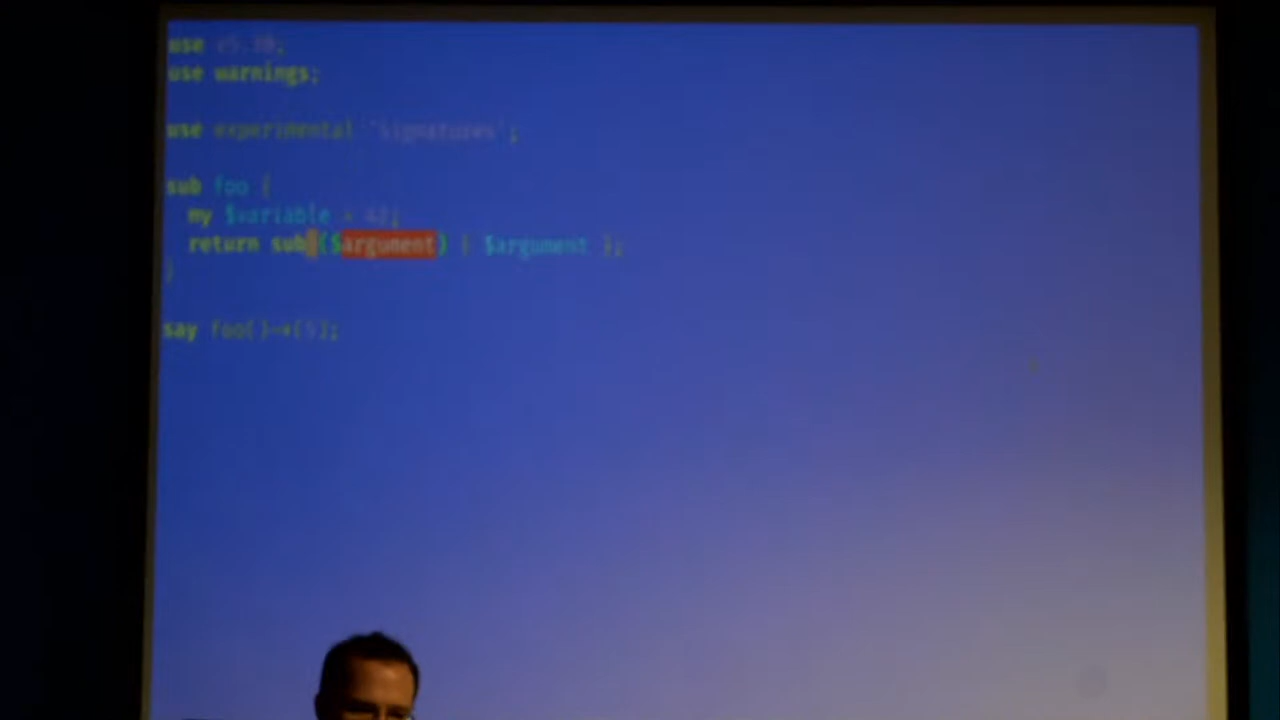 use v5.10;
use warnings;
use experimental 'signatures';
sub foo {
my $variable = 42;
return sub ($argument) { $argument };
}
say foo()->(5);